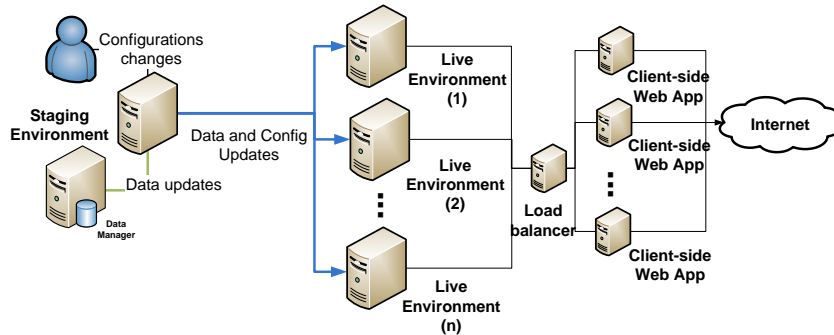 Configurations
changes
Staging
Environment
Data updates
Data
Manager
Data and Config
Updates
Live
Environment
(1)
Live
Environment
(2)
Live
Environment
(n)
Load
balancer
Client-side
Web App
Client-side
Web App
Client-side
Web App
Internet